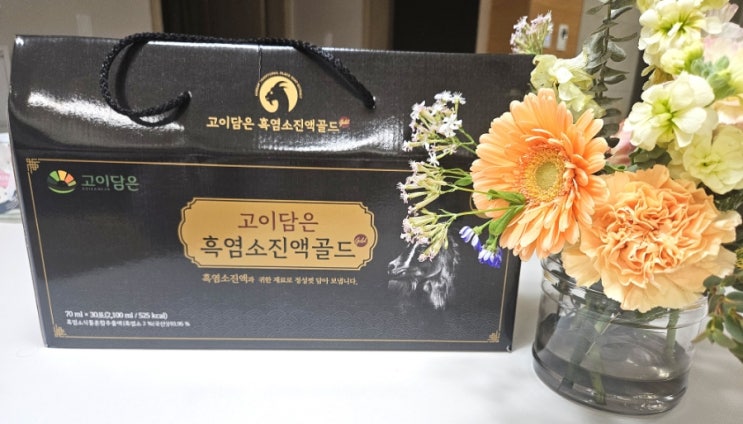 고이담은 흑염소진액골드
고이담은
고이담은
흑염소진액골드
흑염소진액과 귀한 재료로 정성껏 담아 보냅니다.
70 ml × 30포(2,100 ml / 525 kcal)